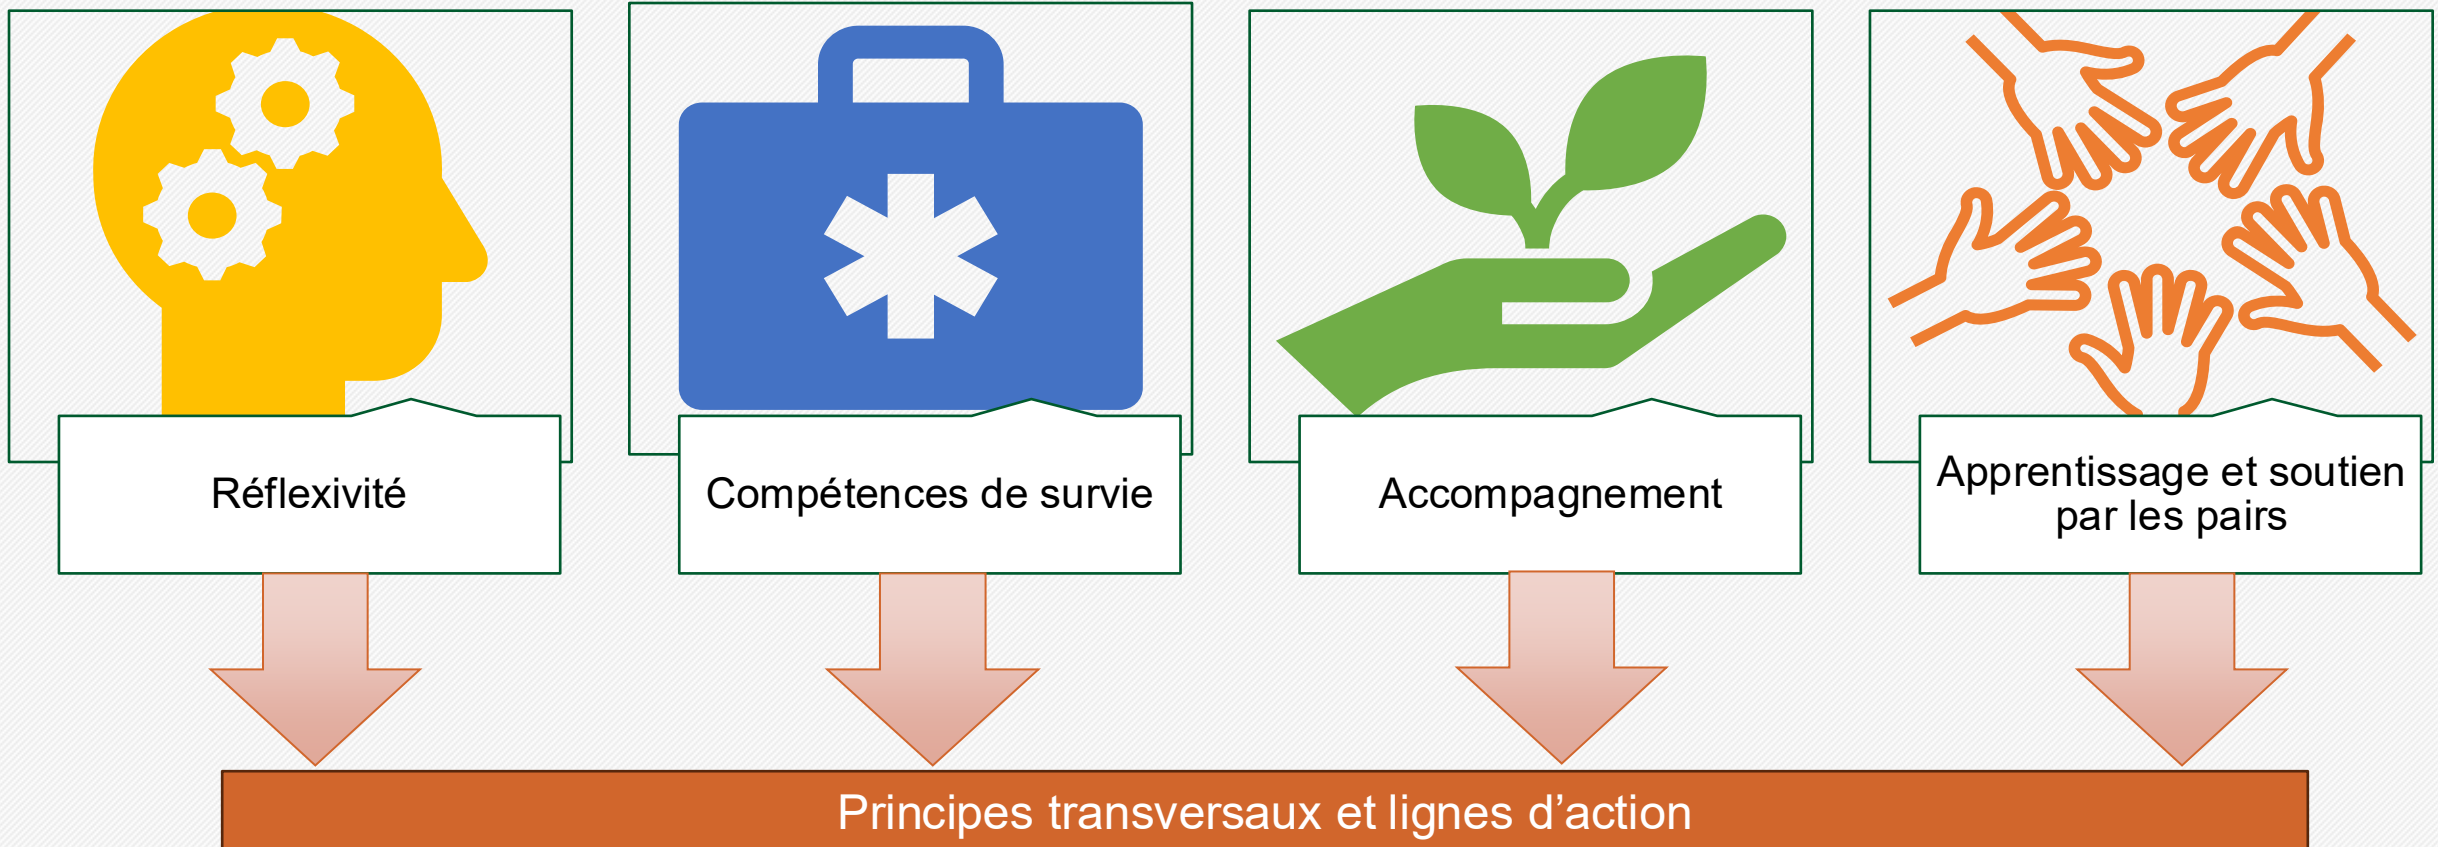 Réflexivité
Compétences de survie
Accompagnement
Apprentissage et soutien
par les pairs
Principes transversaux et lignes d’action